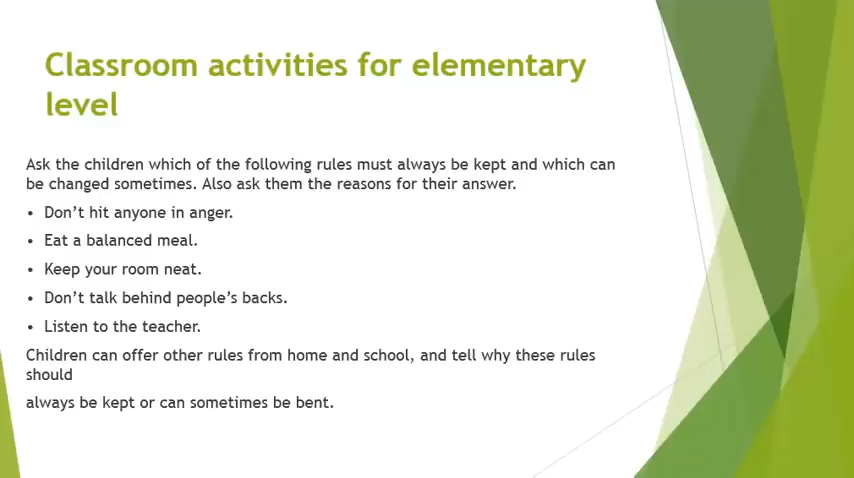 Classroom activities for elementary
level
Ask the children which of the following rules must always be kept and which can
be changed sometimes. Also ask them the reasons for their answer.
• Don’t hit anyone in anger.
• Eat a balanced meal.
• Keep your room neat.
• Don’t talk behind people’s backs.
• Listen to the teacher.
Children can offer other rules from home and school, and tell why these rules
should
always be kept or can sometimes be bent.